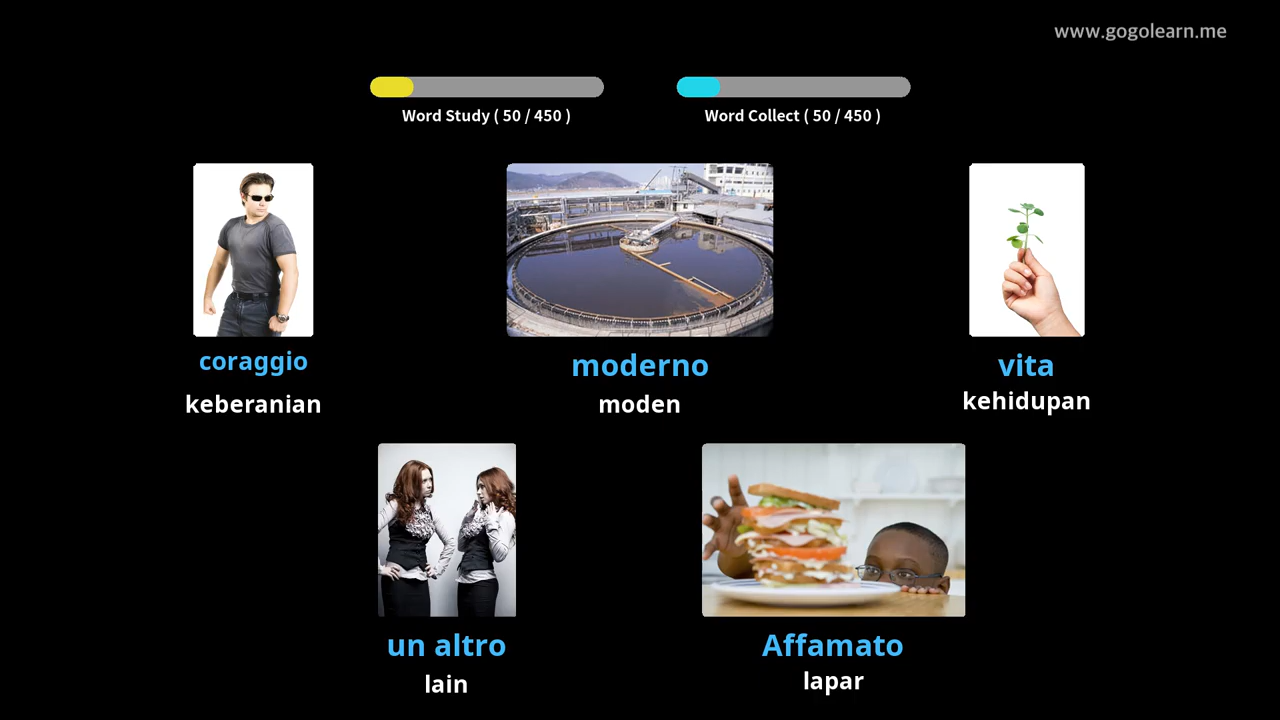 www.gogolearn.me
Word Study ( 50 / 450 )
Word Collect ( 50 / 450 )
coraggio
keberanian
moderno
moden
vita
kehidupan
un altro
lain
Affamato
lapar